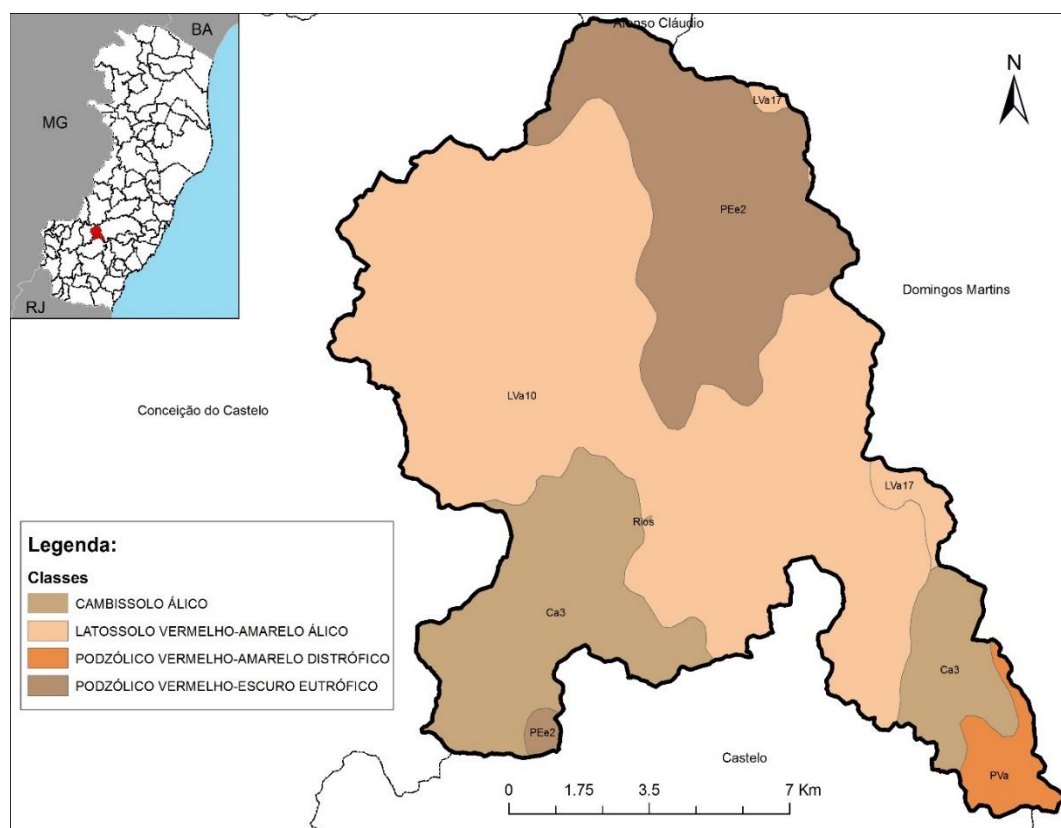 BA
MG
RJ
Afonso Cláudio
N
LVa17
PEe2
Domingos Martins
LVa10
Conceição do Castelo
LVa17
Rios
Legenda:
Classes
CAMBISSOLO ÁLICO
LATOSSOLO VERMELHO-AMARELO ÁLICO
PODZÓLICO VERMELHO-AMARELO DISTRÓFICO
PODZÓLICO VERMELHO-ESCURO EUTRÓFICO
Ca3
Ca3
PEe2
Castelo
PVa
0 1.75 3.5 7 Km